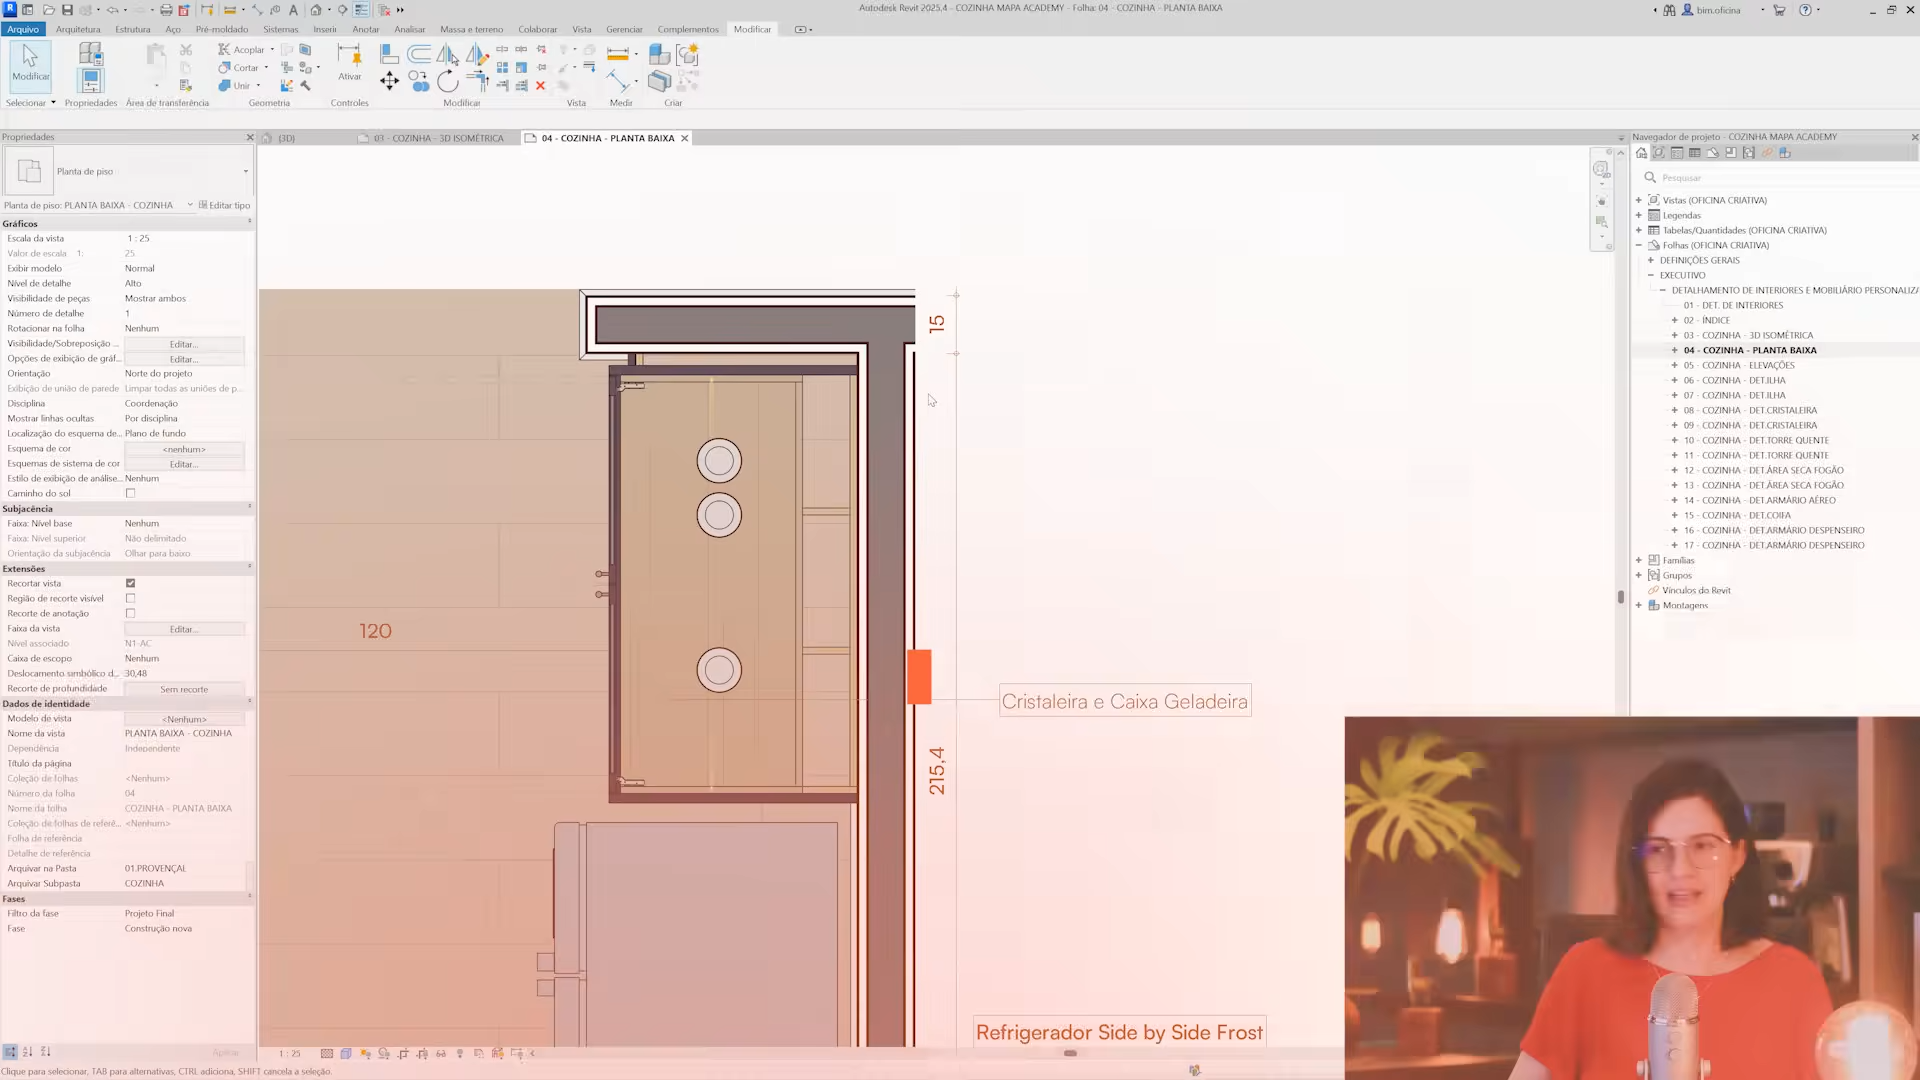 Autodesk Revit 2025,4 - COZINHA MAPA ACADEMY - Folha: 04 - COZINHA - PLANTA BAIXA
bim.oficina
Arquivo Arquitetura Estrutura Aço Pré-moldado Sistemas Inserir Anotar Analisar Massa e terreno Colaborar Vista Gerenciar Complementos Modificar
Modificar
Acoplar
Cortar
Unir
Ativar
Selecionar Propriedades Área de transferência Geometria Controles Modificar Vista Medir Criar
Propriedades
{3D}
03 - COZINHA - 3D ISOMÉTRICA
04 - COZINHA - PLANTA BAIXA
Planta de piso
Planta de piso: PLANTA BAIXA - COZINHA
Editar tipo
Gráficos
Escala da vista 1 : 25
Valor de escala 1: 25
Exibir modelo Normal
Nível de detalhe Alto
Visibilidade de peças Mostrar ambos
Número de detalhe 1
Rotacionar na folha Nenhum
Visibilidade/Sobreposição ... Editar...
Opções de exibição de gráf... Editar...
Orientação Norte do projeto
Exibição de união de parede Limpar todas as uniões de p...
Disciplina Coordenação
Mostrar linhas ocultas Por disciplina
Localização do esquema de... Plano de fundo
Esquema de cor <nenhum>
Esquemas de sistema de cor Editar...
Estilo de exibição de análise... Nenhum
Caminho do sol
Subjacência
Faixa: Nível base Nenhum
Faixa: Nível superior Não delimitado
Orientação da subjacência Olhar para baixo
Extensões
Recortar vista
Região de recorte visível
Recorte de anotação
Faixa da vista Editar...
Nível associado N1-AC
Caixa de escopo Nenhum
Deslocamento simbólico d... 30,48
Recorte de profundidade Sem recorte
Dados de identidade
Modelo de vista <Nenhum>
Nome da vista PLANTA BAIXA - COZINHA
Dependência Independente
Título da página
Coleção de folhas <Nenhum>
Número da folha 04
Nome da folha COZINHA - PLANTA BAIXA
Coleção de folhas de referê... <Nenhum>
Folha de referência
Detalhe de referência
Arquivar na Pasta 01.PROVENÇAL
Arquivar Subpasta COZINHA
Fases
Filtro da fase Projeto Final
Fase Construção nova
Aplicar
15
120
Cristaleira e Caixa Geladeira
215,4
Refrigerador Side by Side Frost
Navegador de projeto - COZINHA MAPA ACADEMY
Pesquisar
Vistas (OFICINA CRIATIVA)
Legendas
Tabelas/Quantidades (OFICINA CRIATIVA)
Folhas (OFICINA CRIATIVA)
DEFINIÇÕES GERAIS
EXECUTIVO
DETALHAMENTO DE INTERIORES E MOBILIÁRIO PERSONALIZA
01 - DET. DE INTERIORES
02 - ÍNDICE
03 - COZINHA - 3D ISOMÉTRICA
04 - COZINHA - PLANTA BAIXA
05 - COZINHA - ELEVAÇÕES
06 - COZINHA - DET.ILHA
07 - COZINHA - DET.ILHA
08 - COZINHA - DET.CRISTALEIRA
09 - COZINHA - DET.CRISTALEIRA
10 - COZINHA - DET.TORRE QUENTE
11 - COZINHA - DET.TORRE QUENTE
12 - COZINHA - DET.ÁREA SECA FOGÃO
13 - COZINHA - DET.ÁREA SECA FOGÃO
14 - COZINHA - DET.ARMÁRIO AÉREO
15 - COZINHA - DET.COIFA
16 - COZINHA - DET.ARMÁRIO DESPENSEIRO
17 - COZINHA - DET.ARMÁRIO DESPENSEIRO
Famílias
Grupos
Vínculos do Revit
Montagens
1 : 25
Clique para selecionar, TAB para alternativas, CTRL adiciona, SHIFT cancela a seleção.